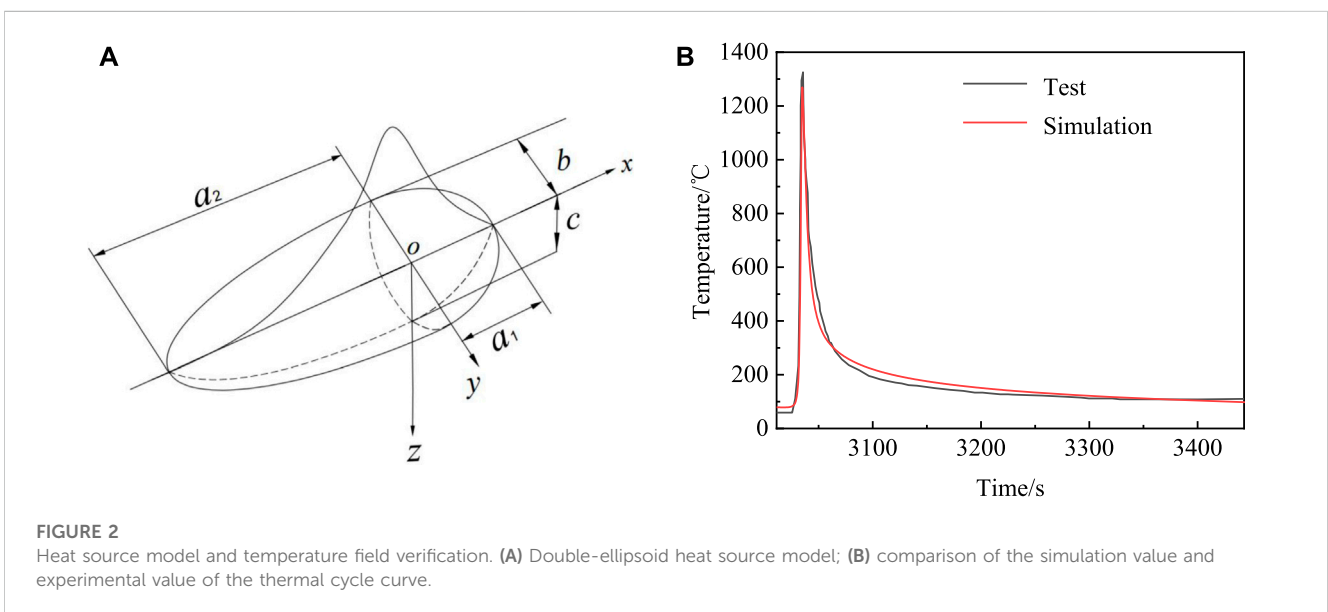 A
a2
b
x
c
o
a1
y
z
B
1400
1200
1000
800
600
400
200
0
Temperature/℃
Test
Simulation
3100
3200
3300
3400
Time/s
FIGURE 2
Heat source model and temperature field verification. (A) Double-ellipsoid heat source model; (B) comparison of the simulation value and
experimental value of the thermal cycle curve.